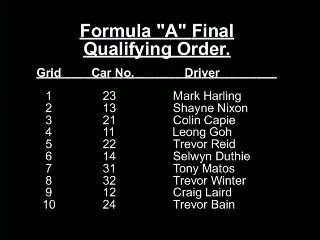 Formula "A" Final
Qualifying Order.
Grid Car No. Driver
1 23 Mark Harling
2 13 Shayne Nixon
3 21 Colin Capie
4 11 Leong Goh
5 22 Trevor Reid
6 14 Selwyn Duthie
7 31 Tony Matos
8 32 Trevor Winter
9 12 Craig Laird
10 24 Trevor Bain